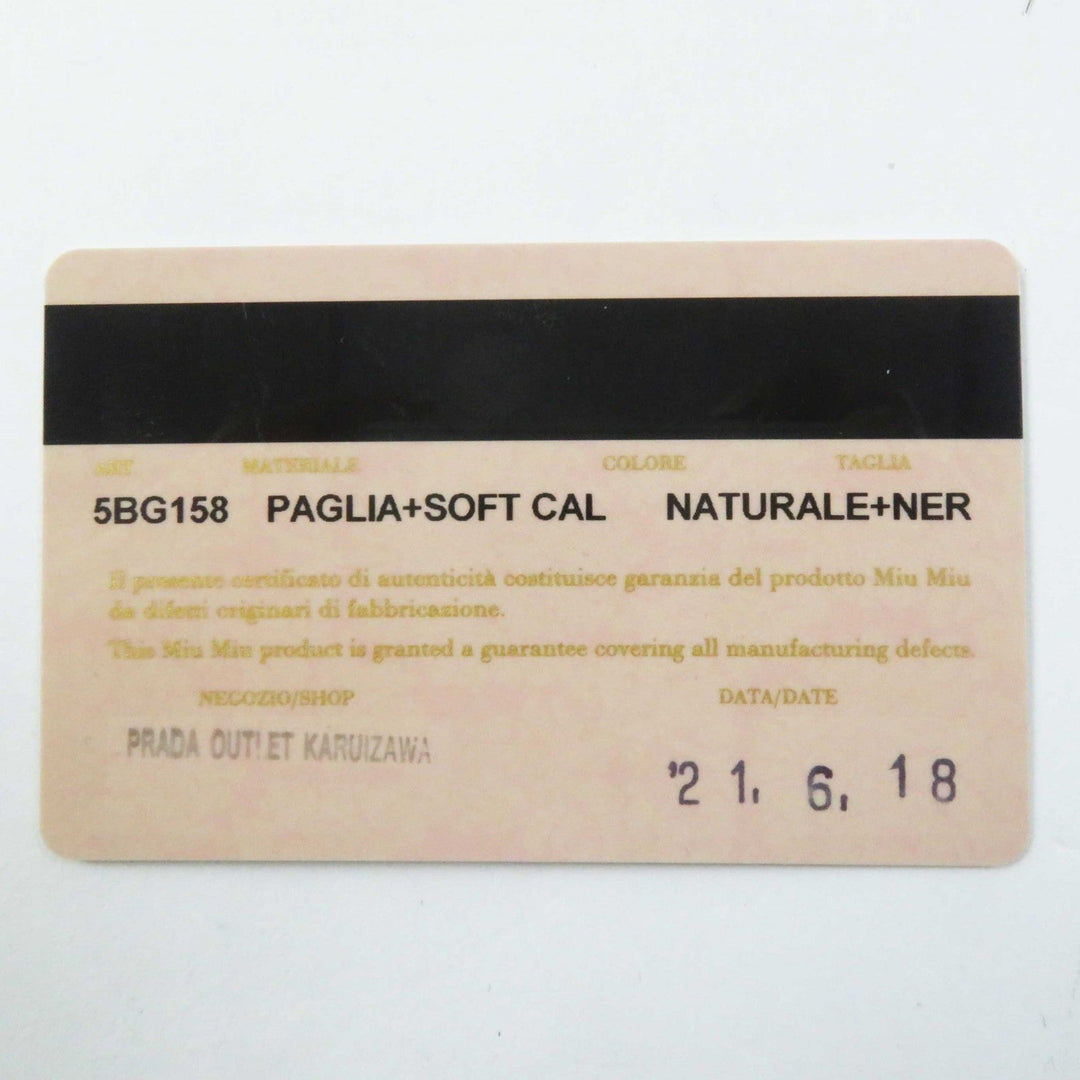 ART. MATERIALE COLORE TAGLIA
5BG158 PAGLIA+SOFT CAL NATURALE+NER
Il presente certificato di autenticità costituisce garanzia del prodotto Miu Miu
da difetti originari di fabbricazione.
This Miu Miu product is granted a guarantee covering all manufacturing defects.
NEGOZIO/SHOP DATA/DATE
PRADA OUTLET KARUIZAWA
'21. 6. 18